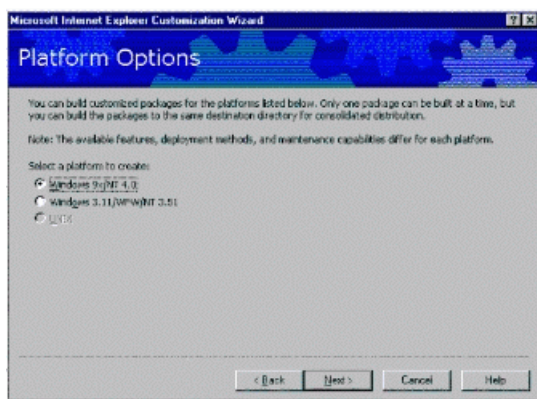 Microsoft Internet Explorer Customization Wizard
Platform Options
You can build customized packages for the platforms listed below. Only one package can be built at a time, but
you can build the packages to the same destination directory for consolidated distribution.
Note: The available features, deployment methods, and maintenance capabilities differ for each platform.
Select a platform to create:
Windows 9x/NT 4.0:
Windows 3.11/WFW/NT 3.51
UNIX
< Back Next > Cancel Help